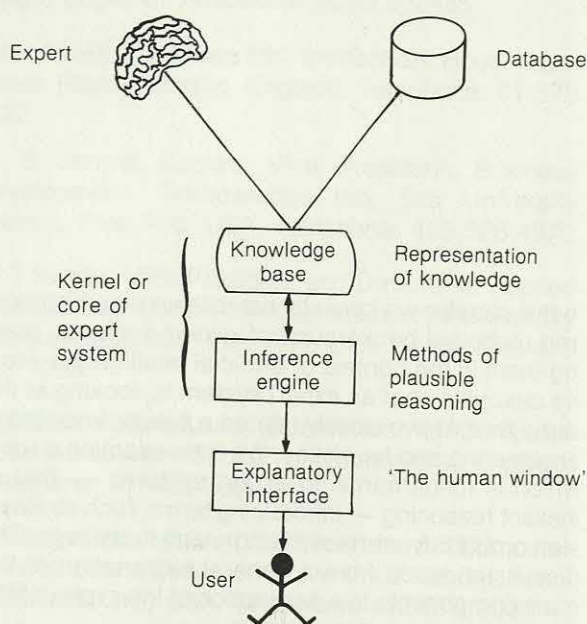 Expert
Database
Knowledge
base
Representation
of knowledge
Kernel or
core of
expert
system
Inference
engine
Methods of
plausible
reasoning
Explanatory
interface
'The human window'
User